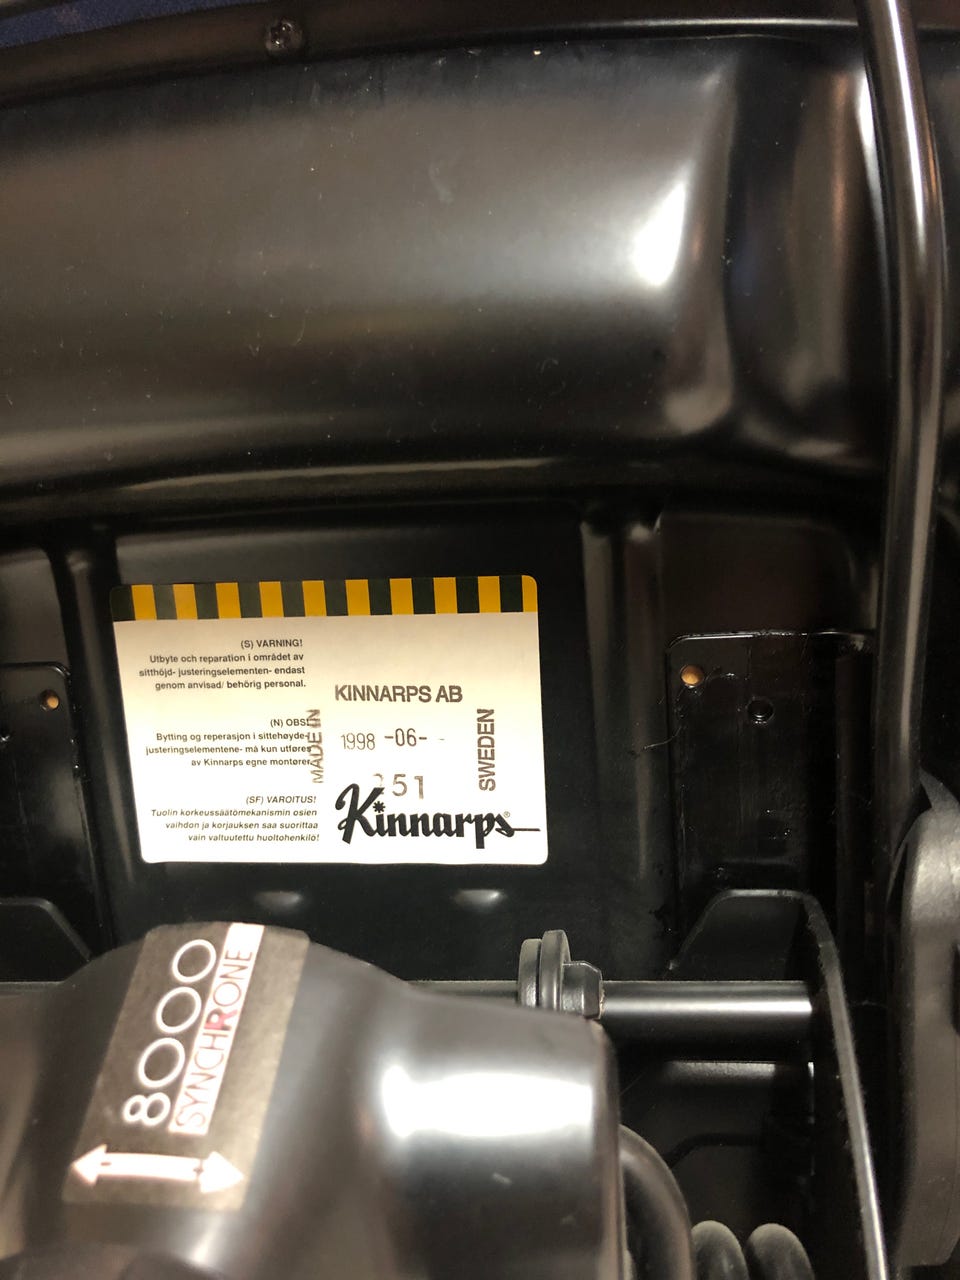 (S) VARNING!
Utbyte och reparation i området av
sitthöjd- justeringselementen- endast
genom anvisad/ behörig personal.
(N) OBS!
Bytting og reperasjon i sittehøyde-
justeringselementene- må kun utføres
av Kinnarps egne montører.
(SF) VAROITUS!
Tuolin korkeussäätömekanismin osien
vaihdon ja korjauksen saa suorittaa
vain valtuutettu huoltohenkilö!
KINNARPS AB
MADE IN
1998 -06- -
SWEDEN
351
Kinnarps®
8000
SYNCHRONE